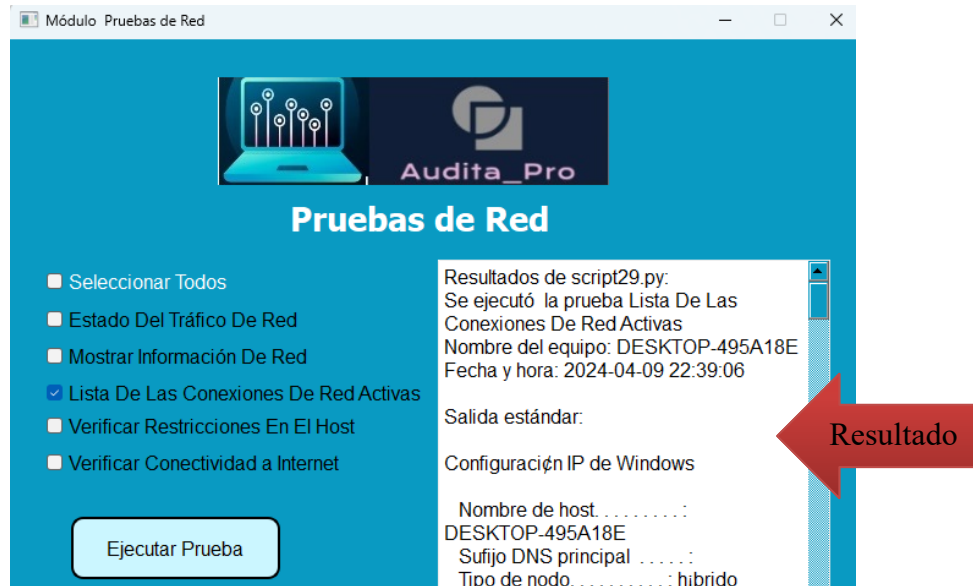 Módulo Pruebas de Red
Audita_Pro
Pruebas de Red
Seleccionar Todos
Estado Del Tráfico De Red
Mostrar Información De Red
Lista De Las Conexiones De Red Activas
Verificar Restricciones En El Host
Verificar Conectividad a Internet
Ejecutar Prueba
Resultados de script29.py:
Se ejecutó la prueba Lista De Las
Conexiones De Red Activas
Nombre del equipo: DESKTOP-495A18E
Fecha y hora: 2024-04-09 22:39:06
Salida estándar:
Configuraci¢n IP de Windows
Nombre de host. . . . . . . . . :
DESKTOP-495A18E
Sufijo DNS principal . . . . . :
Tipo de nodo. . . . . . . . . . : h¡brido
Resultado